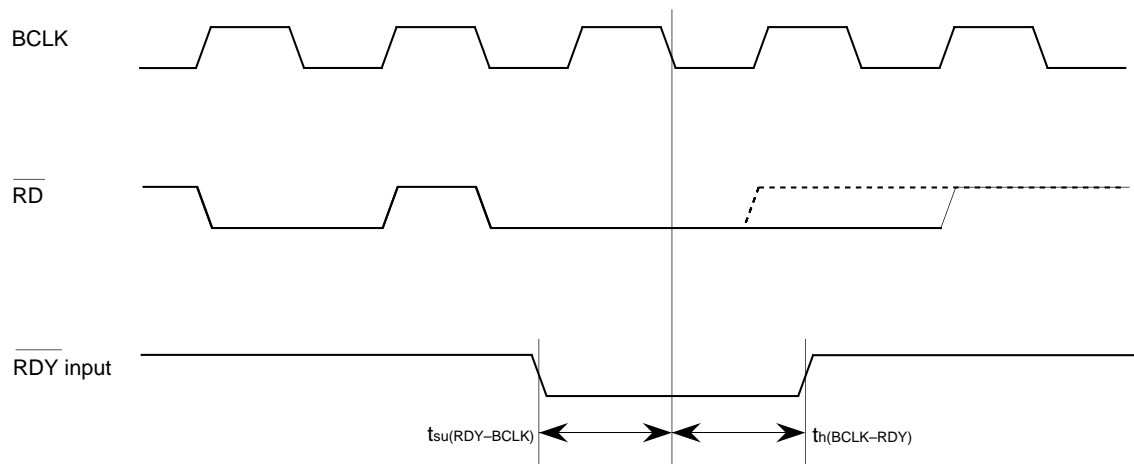 BCLK
RD
RDY input
tsu(RDY–BCLK)
th(BCLK–RDY)